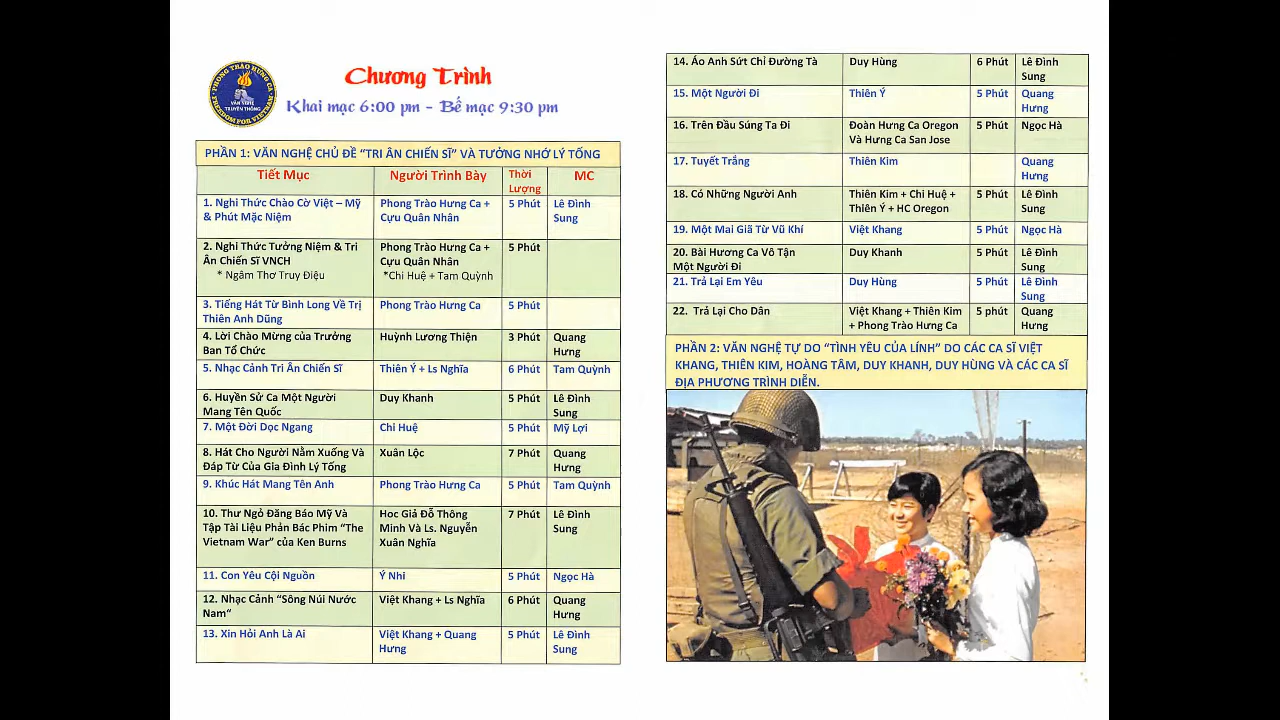 PHONG TRÀO HƯNG CA
VĂN NGHỆ
TRUYỀN THÔNG
FREEDOM FOR VIETNAM
Chương Trình
Khai mạc 6:00 pm - Bế mạc 9:30 pm
PHẦN 1: VĂN NGHỆ CHỦ ĐỀ “TRI ÂN CHIẾN SĨ” VÀ TƯỞNG NHỚ LÝ TỐNG
Tiết Mục Người Trình Bày Thời Lượng MC
1. Nghi Thức Chào Cờ Việt – Mỹ Phong Trào Hưng Ca + 5 Phút Lê Đình
& Phút Mặc Niệm Cựu Quân Nhân Sung
2. Nghi Thức Tưởng Niệm & Tri Phong Trào Hưng Ca + 5 Phút
Ân Chiến Sĩ VNCH Cựu Quân Nhân
* Ngâm Thơ Truy Điệu *Chi Huệ + Tam Quỳnh
3. Tiếng Hát Từ Bình Long Về Trị Phong Trào Hưng Ca 5 Phút
Thiên Anh Dũng
4. Lời Chào Mừng của Trưởng Huỳnh Lương Thiện 3 Phút Quang
Ban Tổ Chức Hưng
5. Nhạc Cảnh Tri Ân Chiến Sĩ Thiên Ý + Ls Nghĩa 6 Phút Tam Quỳnh
6. Huyền Sử Ca Một Người Duy Khanh 5 Phút Lê Đình
Mang Tên Quốc Sung
7. Một Đời Dọc Ngang Chi Huệ 5 Phút Mỹ Lợi
8. Hát Cho Người Nằm Xuống Và Xuân Lộc 7 Phút Quang
Đáp Từ Của Gia Đình Lý Tống Hưng
9. Khúc Hát Mang Tên Anh Phong Trào Hưng Ca 5 Phút Tam Quỳnh
10. Thư Ngỏ Đăng Báo Mỹ Và Học Giả Đỗ Thông 7 Phút Lê Đình
Tập Tài Liệu Phản Bác Phim “The Minh Và Ls. Nguyễn Sung
Vietnam War” của Ken Burns Xuân Nghĩa
11. Con Yêu Cội Nguồn Ý Nhi 5 Phút Ngọc Hà
12. Nhạc Cảnh “Sông Núi Nước Việt Khang + Ls Nghĩa 6 Phút Quang
Nam” Hưng
13. Xin Hỏi Anh Là Ai Việt Khang + Quang 5 Phút Lê Đình
Hưng Sung
14. Áo Anh Sứt Chỉ Đường Tà Duy Hùng 6 Phút Lê Đình
Sung
15. Một Người Đi Thiên Ý 5 Phút Quang
Hưng
16. Trên Đầu Súng Ta Đi Đoàn Hưng Ca Oregon 5 Phút Ngọc Hà
Và Hưng Ca San Jose
17. Tuyết Trắng Thiên Kim Quang
Hưng
18. Có Những Người Anh Thiên Kim + Chi Huệ + 5 Phút Lê Đình
Thiên Ý + HC Oregon Sung
19. Một Mai Giã Từ Vũ Khí Việt Khang 5 Phút Ngọc Hà
20. Bài Hương Ca Vô Tận Duy Khanh 5 Phút Lê Đình
Một Người Đi Sung
21. Trả Lại Em Yêu Duy Hùng 5 Phút Lê Đình
Sung
22. Trả Lại Cho Dân Việt Khang + Thiên Kim 5 phút Quang
+ Phong Trào Hưng Ca Hưng
PHẦN 2: VĂN NGHỆ TỰ DO “TÌNH YÊU CỦA LÍNH” DO CÁC CA SĨ VIỆT
KHANG, THIÊN KIM, HOÀNG TÂM, DUY KHANH, DUY HÙNG VÀ CÁC CA SĨ
ĐỊA PHƯƠNG TRÌNH DIỄN.